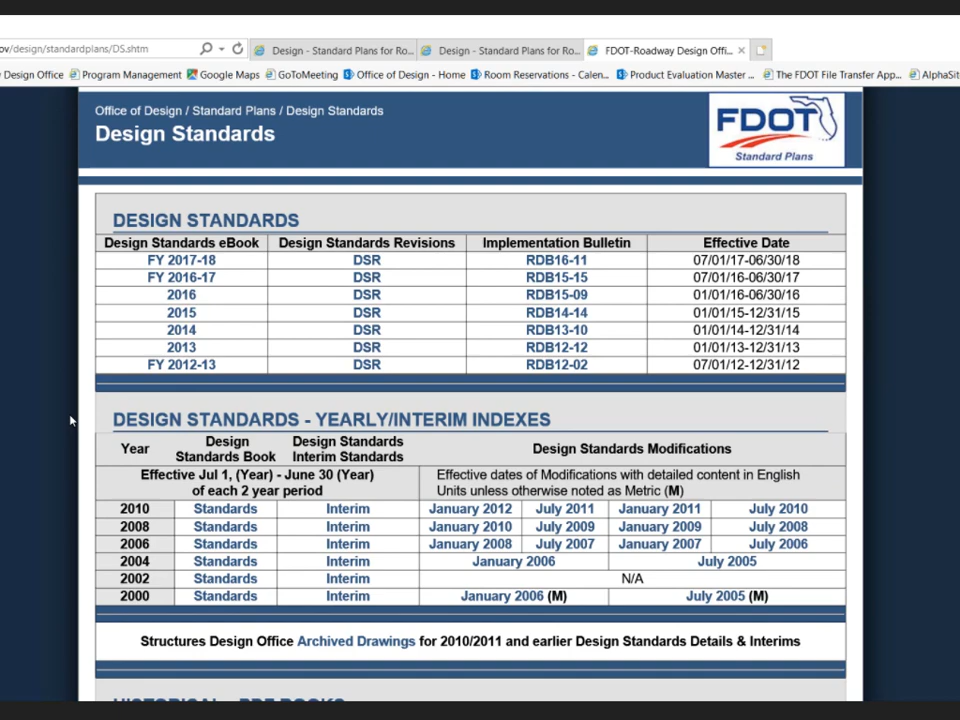 ov/design/standardplans/DS.shtm
Design - Standard Plans for Ro...
Design - Standard Plans for Ro...
FDOT-Roadway Design Offi...
Design Office Program Management Google Maps GoToMeeting Office of Design - Home Room Reservations - Calen... Product Evaluation Master ... The FDOT File Transfer App... AlphaSite
Office of Design / Standard Plans / Design Standards
Design Standards
FDOT
Standard Plans
DESIGN STANDARDS
Design Standards eBook Design Standards Revisions Implementation Bulletin Effective Date
FY 2017-18 DSR RDB16-11 07/01/17-06/30/18
FY 2016-17 DSR RDB15-15 07/01/16-06/30/17
2016 DSR RDB15-09 01/01/16-06/30/16
2015 DSR RDB14-14 01/01/15-12/31/15
2014 DSR RDB13-10 01/01/14-12/31/14
2013 DSR RDB12-12 01/01/13-12/31/13
FY 2012-13 DSR RDB12-02 07/01/12-12/31/12
DESIGN STANDARDS - YEARLY/INTERIM INDEXES
Year
Design
Standards Book
Design Standards
Interim Standards
Design Standards Modifications
Effective Jul 1, (Year) - June 30 (Year)
of each 2 year period
Effective dates of Modifications with detailed content in English
Units unless otherwise noted as Metric (M)
2010 Standards Interim January 2012 July 2011 January 2011 July 2010
2008 Standards Interim January 2010 July 2009 January 2009 July 2008
2006 Standards Interim January 2008 July 2007 January 2007 July 2006
2004 Standards Interim January 2006 July 2005
2002 Standards Interim N/A
2000 Standards Interim January 2006 (M) July 2005 (M)
Structures Design Office Archived Drawings for 2010/2011 and earlier Design Standards Details & Interims